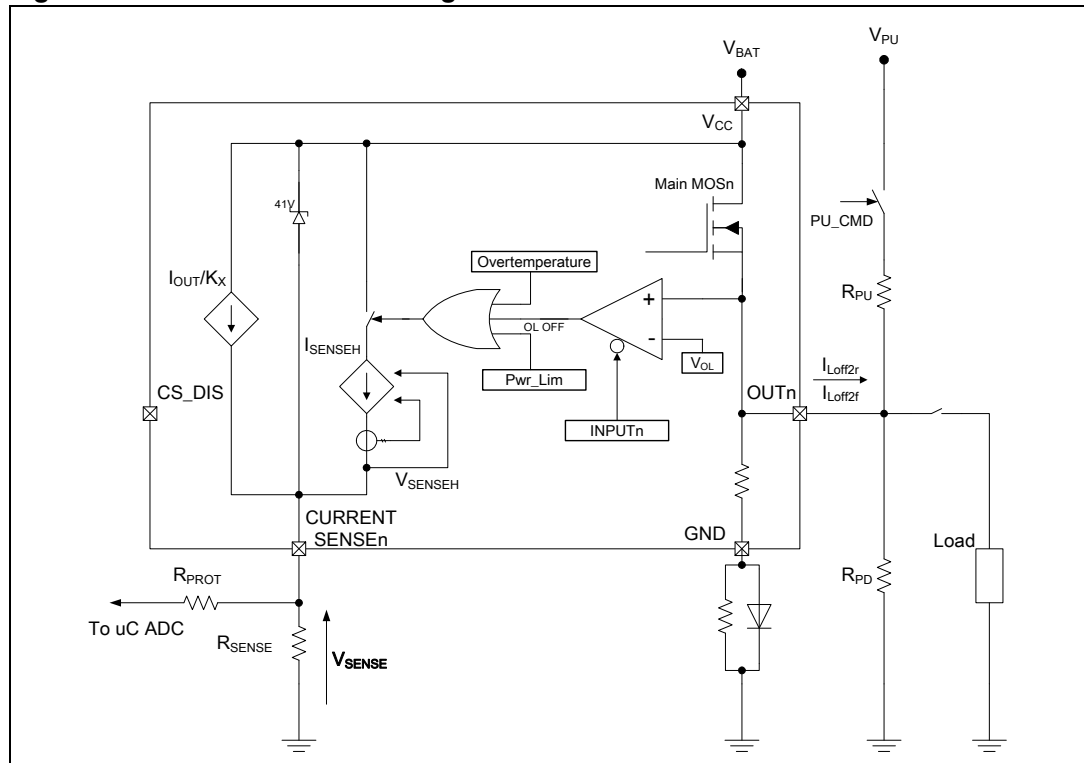 V_BAT
V_PU
V_CC
Main MOSn
41V
PU_CMD
Overtemperature
I_OUT/K_X
R_PU
+
OL OFF
-
I_SENSEH
V_OL
Pwr_Lim
I_Loff2r
CS_DIS
OUTn
I_Loff2f
INPUTn
V_SENSEH
CURRENT
SENSEn
GND
Load
R_PROT
R_PD
To uC ADC
R_SENSE
V_SENSE